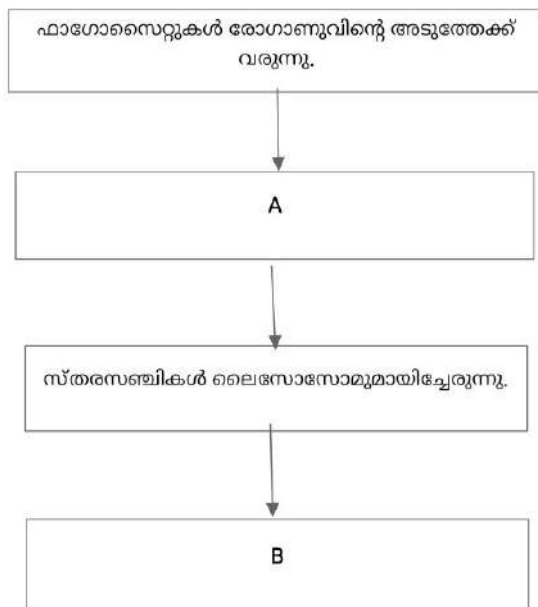 ഫാഗോസൈറ്റുകൾ രോഗാണുവിന്റെ അടുത്തേക്ക്
വരുന്നു.
A
സ്തരസഞ്ചികൾ ലൈസോസോമുമായിച്ചേരുന്നു.
B